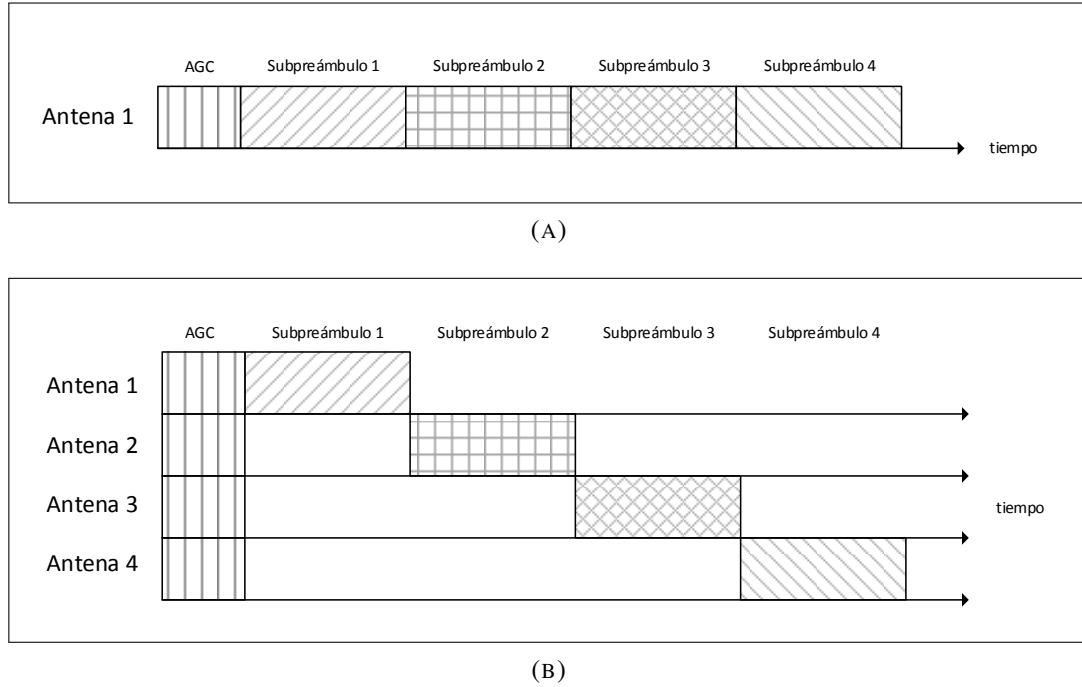 AGC Subpreámbulo 1 Subpreámbulo 2 Subpreámbulo 3 Subpreámbulo 4
Antena 1
tiempo
(A)
AGC Subpreámbulo 1 Subpreámbulo 2 Subpreámbulo 3 Subpreámbulo 4
Antena 1
Antena 2
Antena 3
tiempo
Antena 4
(B)